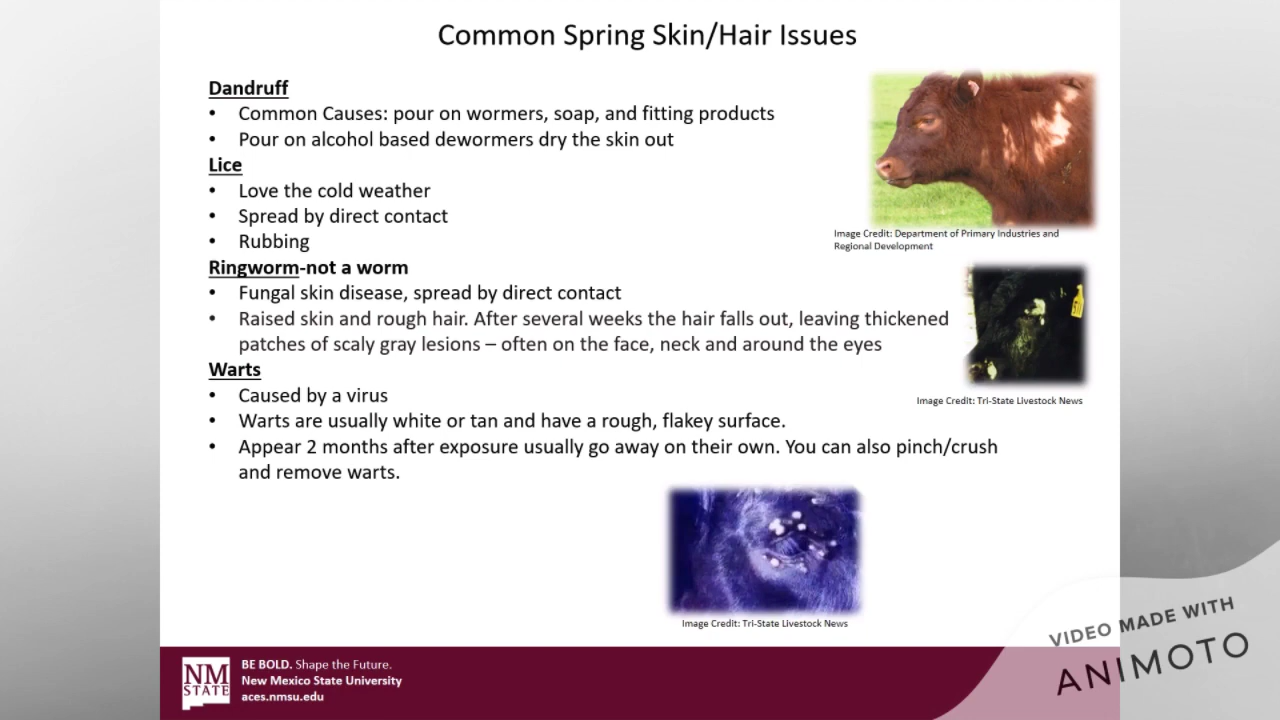 Common Spring Skin/Hair Issues
Dandruff
• Common Causes: pour on wormers, soap, and fitting products
• Pour on alcohol based dewormers dry the skin out
Lice
• Love the cold weather
• Spread by direct contact
• Rubbing
Image Credit: Department of Primary Industries and
Regional Development
Ringworm-not a worm
• Fungal skin disease, spread by direct contact
• Raised skin and rough hair. After several weeks the hair falls out, leaving thickened
patches of scaly gray lesions – often on the face, neck and around the eyes
Image Credit: Tri-State Livestock News
Warts
• Caused by a virus
• Warts are usually white or tan and have a rough, flakey surface.
• Appear 2 months after exposure usually go away on their own. You can also pinch/crush
and remove warts.
Image Credit: Tri-State Livestock News
NM
STATE
BE BOLD. Shape the Future.
New Mexico State University
aces.nmsu.edu
VIDEO MADE WITH
ANIMOTO